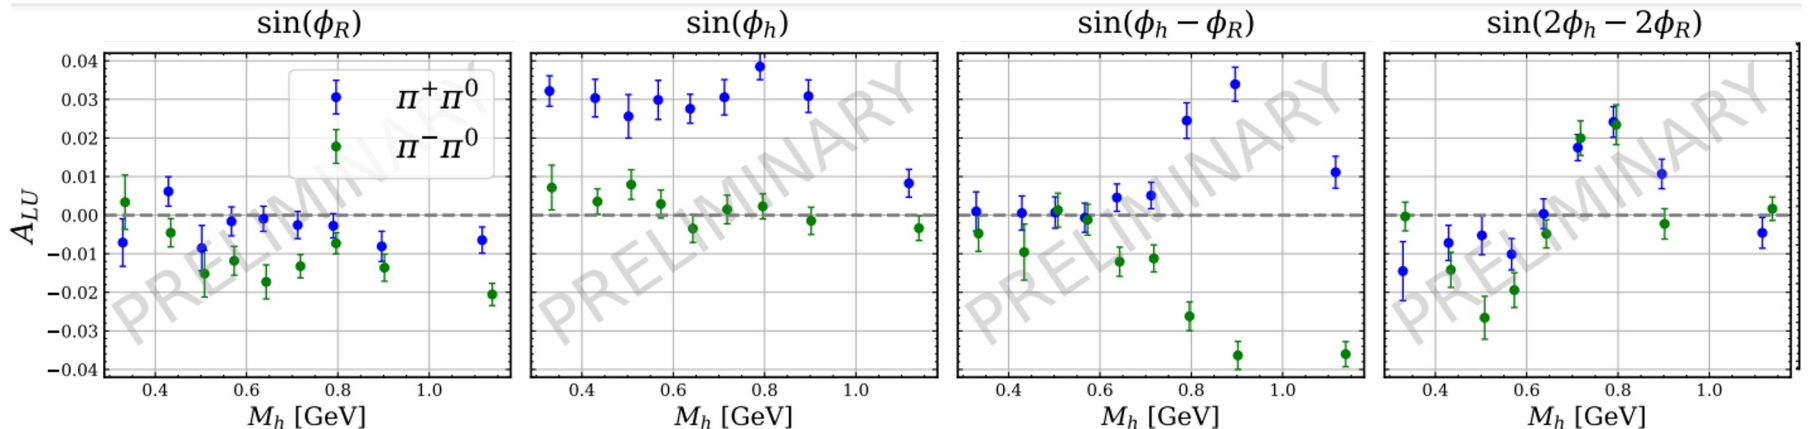 sin(ϕ_R) sin(ϕ_h) sin(ϕ_h − ϕ_R) sin(2ϕ_h − 2ϕ_R)
0.04
0.03
0.02
0.01
0.00
−0.01
−0.02
−0.03
−0.04
A_LU
π⁺π⁰
π⁻π⁰
PRELIMINARY PRELIMINARY PRELIMINARY PRELIMINARY
0.4 0.6 0.8 1.0 0.4 0.6 0.8 1.0 0.4 0.6 0.8 1.0 0.4 0.6 0.8 1.0
M_h [GeV] M_h [GeV] M_h [GeV] M_h [GeV]